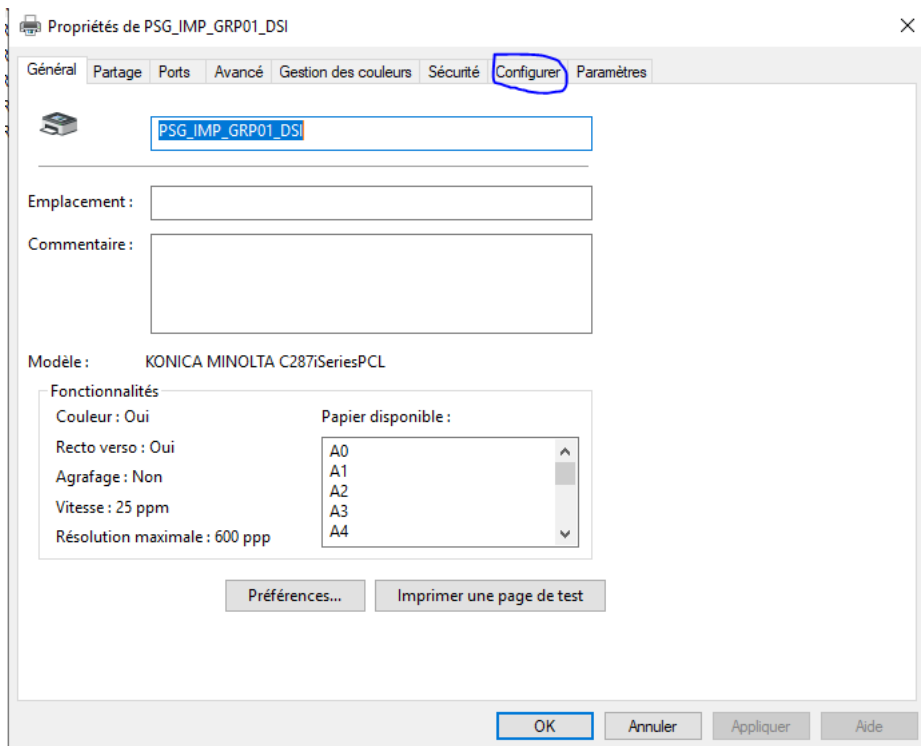 Propriétés de PSG_IMP_GRP01_DSI
Général Partage Ports Avancé Gestion des couleurs Sécurité Configurer Paramètres
PSG_IMP_GRP01_DSI
Emplacement :
Commentaire :
Modèle : KONICA MINOLTA C287iSeriesPCL
Fonctionnalités
Couleur : Oui
Recto verso : Oui
Agrafage : Non
Vitesse : 25 ppm
Résolution maximale : 600 ppp
Papier disponible :
A0
A1
A2
A3
A4
Préférences... Imprimer une page de test
OK Annuler Appliquer Aide